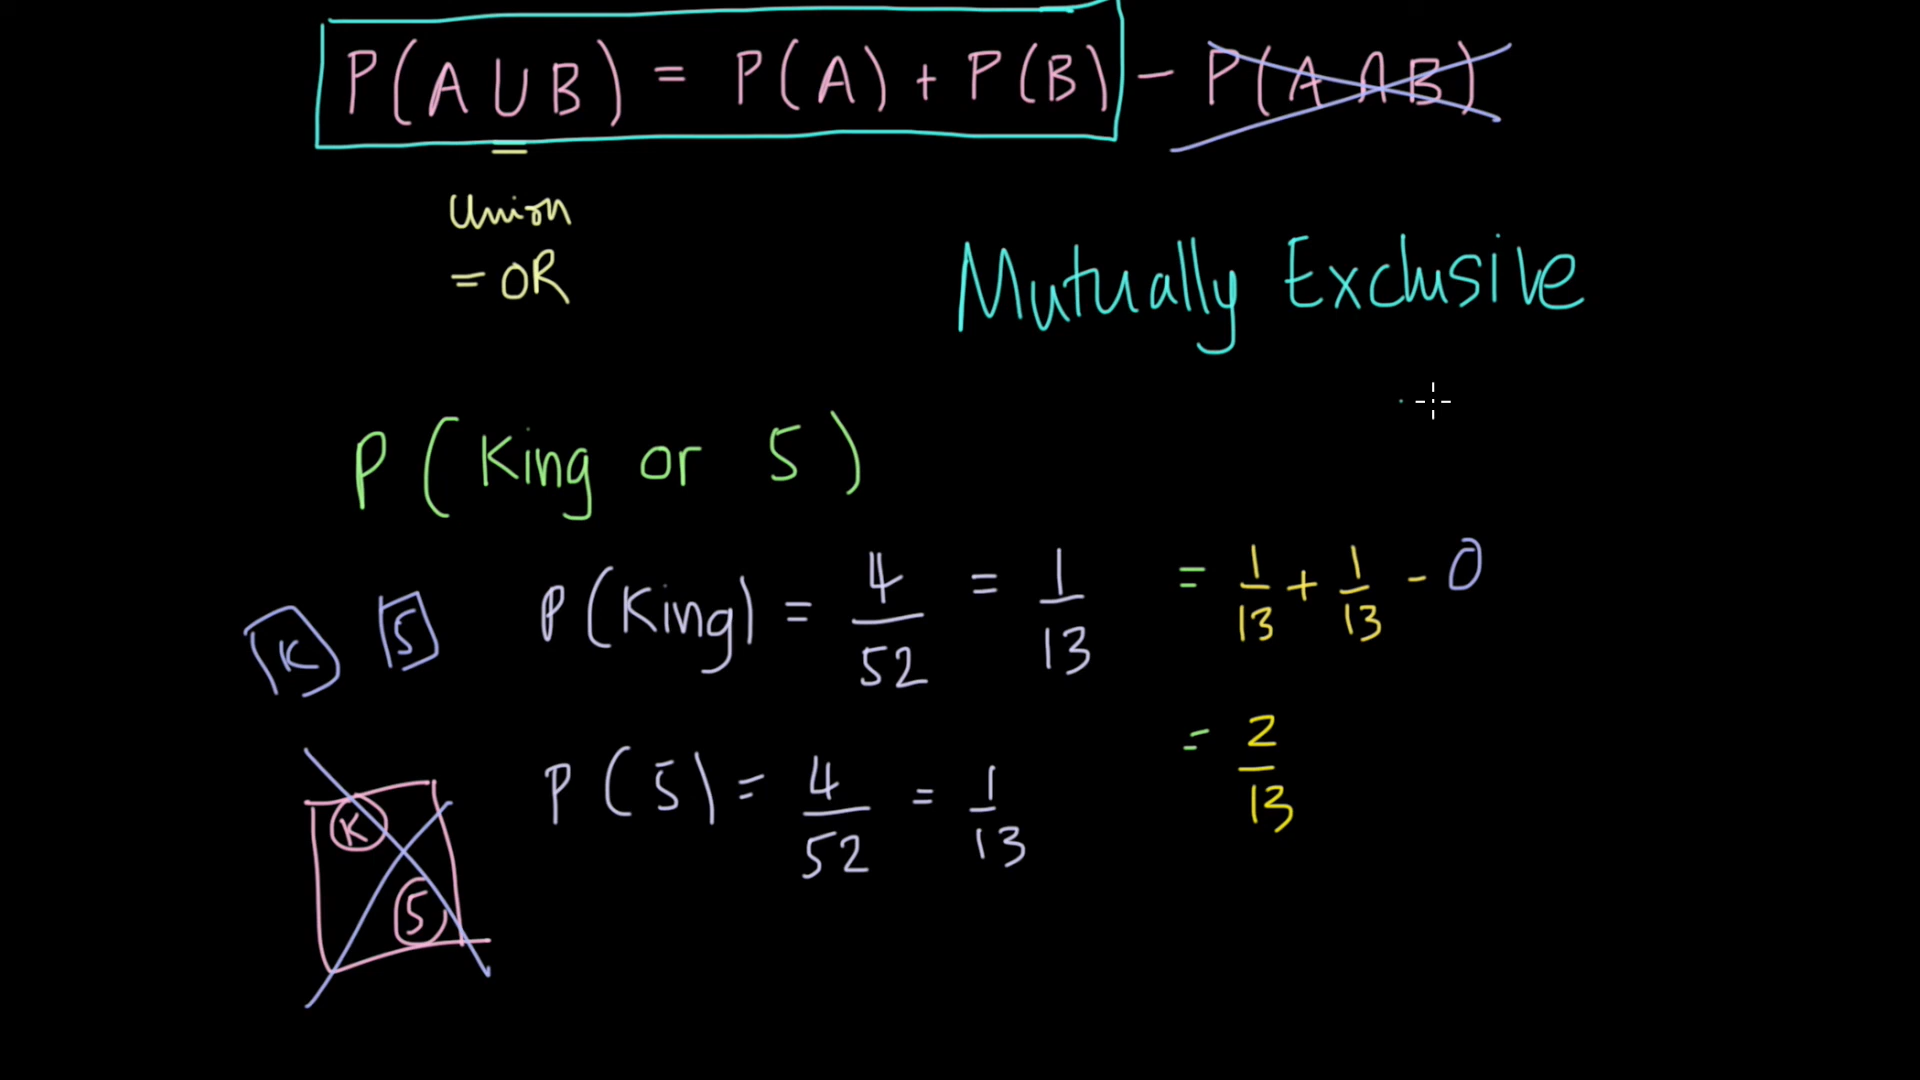 P(A ∪ B) = P(A) + P(B) - P(A ∩ B)
Union
= OR
Mutually Exclusive
P(King or 5)
K 5
P(King) = 4/52 = 1/13
= 1/13 + 1/13 - 0
P(5) = 4/52 = 1/13
= 2/13
K
5